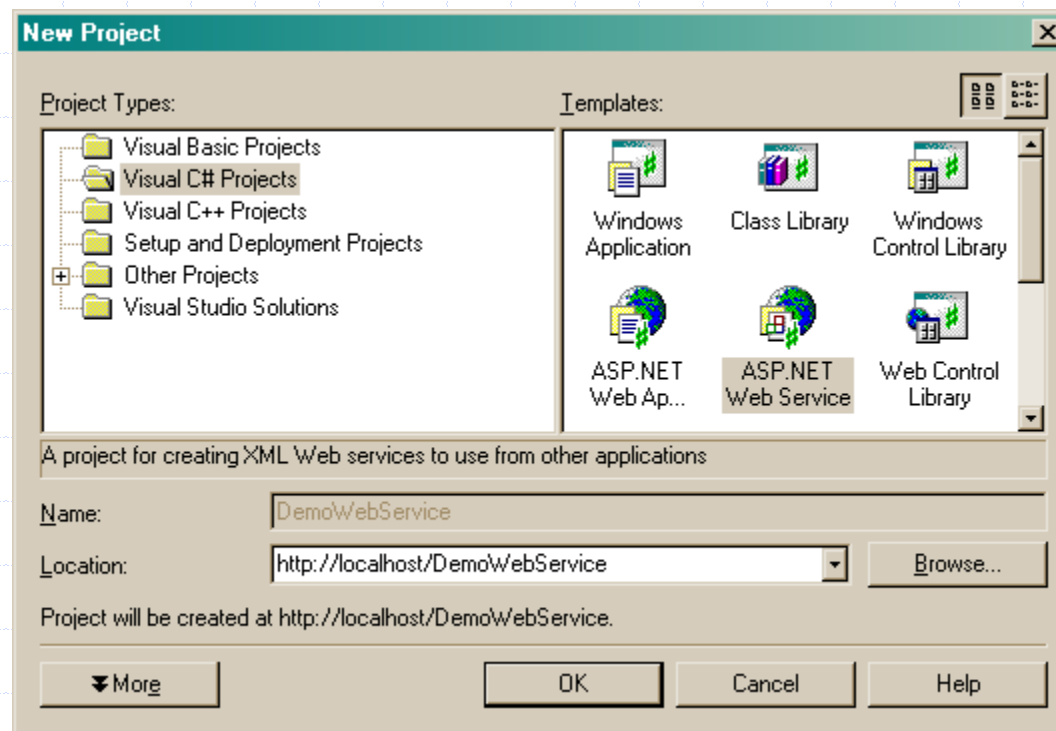 New Project
Project Types:
Templates:
Visual Basic Projects
Visual C# Projects
Visual C++ Projects
Setup and Deployment Projects
Other Projects
Visual Studio Solutions
Windows
Application
Class Library
Windows
Control Library
ASP.NET
Web Ap...
ASP.NET
Web Service
Web Control
Library
A project for creating XML Web services to use from other applications
Name:
DemoWebService
Location:
http://localhost/DemoWebService
Browse...
Project will be created at http://localhost/DemoWebService.
More
OK
Cancel
Help